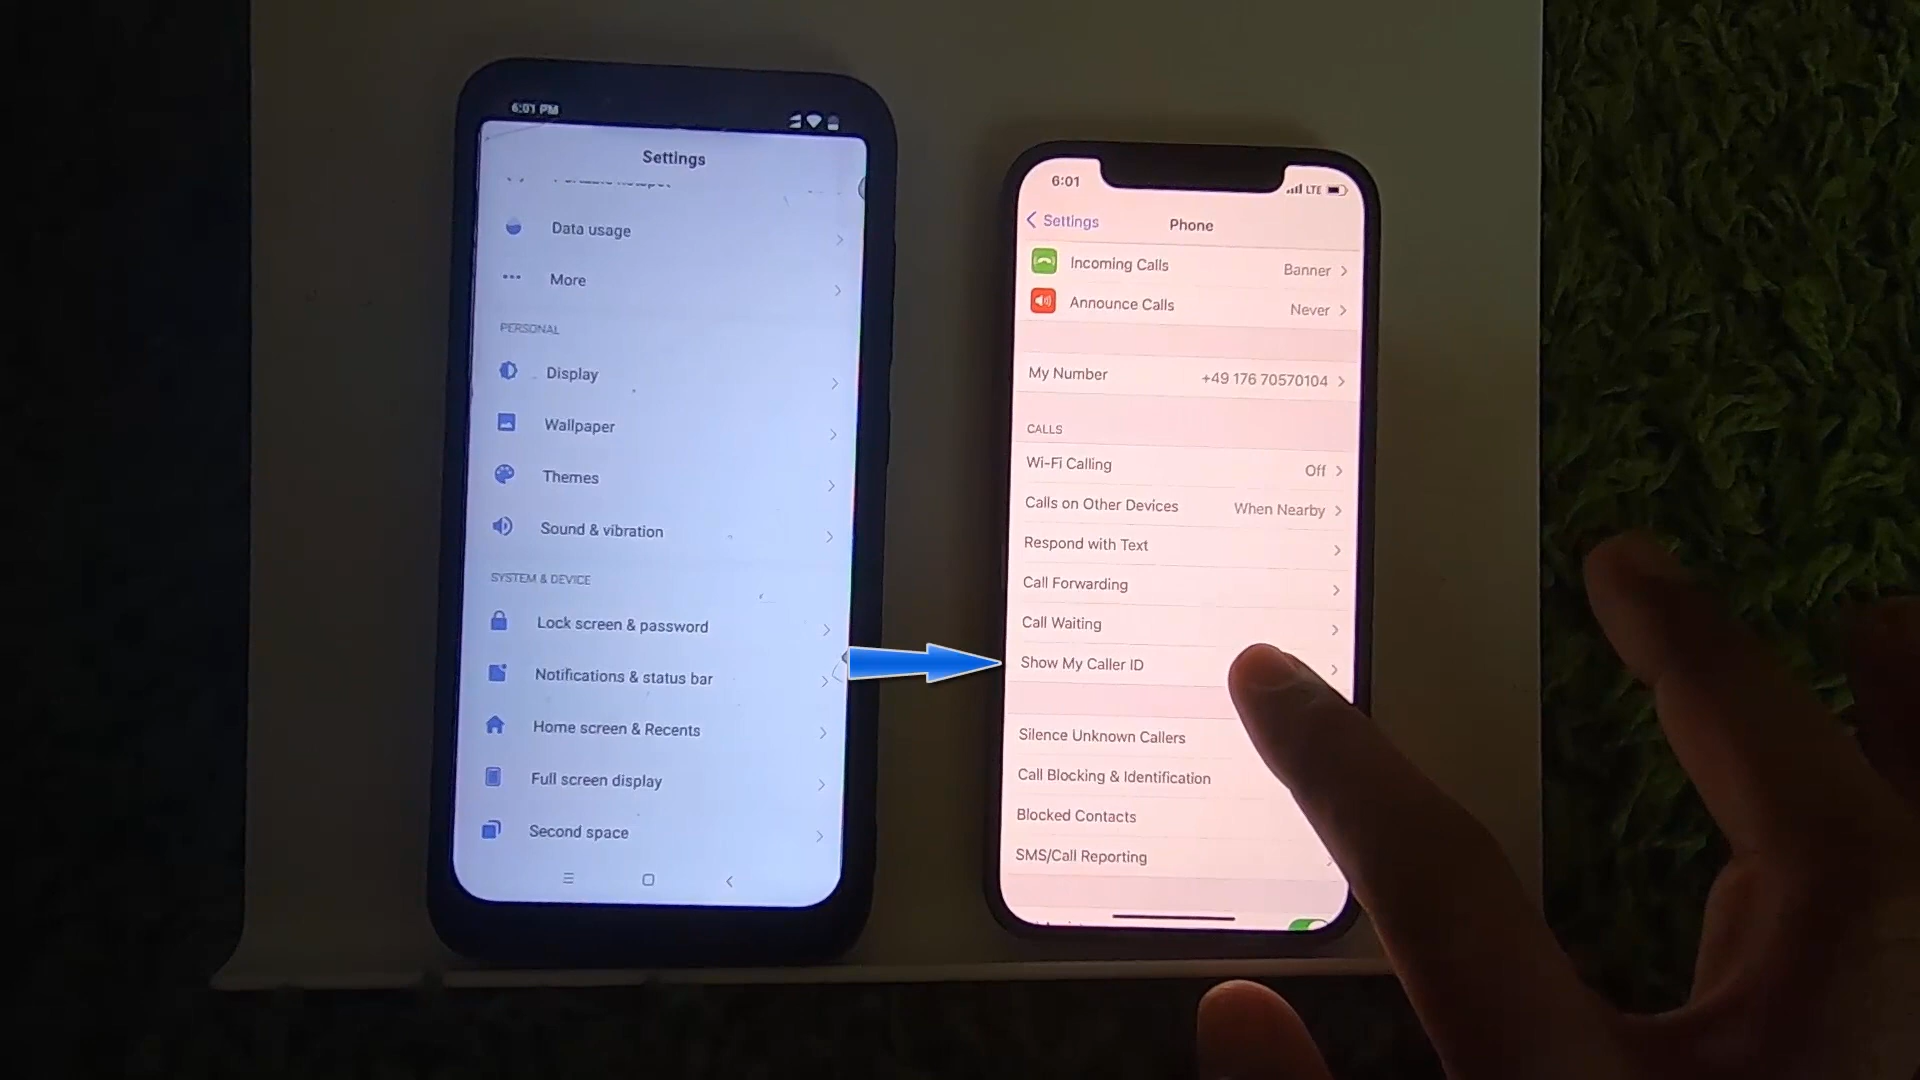 6:01 PM
Settings
Data usage
More
PERSONAL
Display
Wallpaper
Themes
Sound & vibration
SYSTEM & DEVICE
Lock screen & password
Notifications & status bar
Home screen & Recents
Full screen display
Second space
6:01
LTE
Settings
Phone
Incoming Calls Banner
Announce Calls Never
My Number +49 176 70570104
CALLS
Wi-Fi Calling Off
Calls on Other Devices When Nearby
Respond with Text
Call Forwarding
Call Waiting
Show My Caller ID
Silence Unknown Callers
Call Blocking & Identification
Blocked Contacts
SMS/Call Reporting